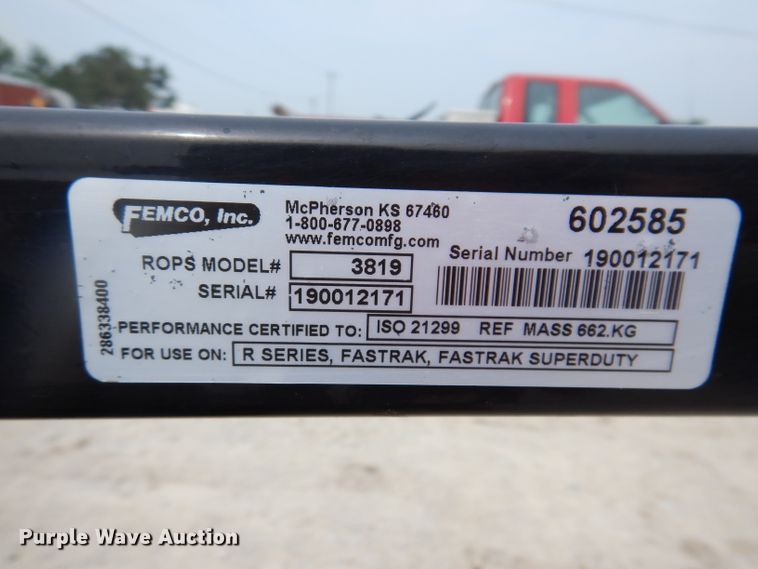 FEMCO, Inc.
McPherson KS 67460
1-800-677-0898
www.femcomfg.com
602585
Serial Number 190012171
ROPS MODEL# 3819
SERIAL# 190012171
286338400
PERFORMANCE CERTIFIED TO: ISO 21299 REF MASS 662.KG
FOR USE ON: R SERIES, FASTRAK, FASTRAK SUPERDUTY
Purple Wave Auction